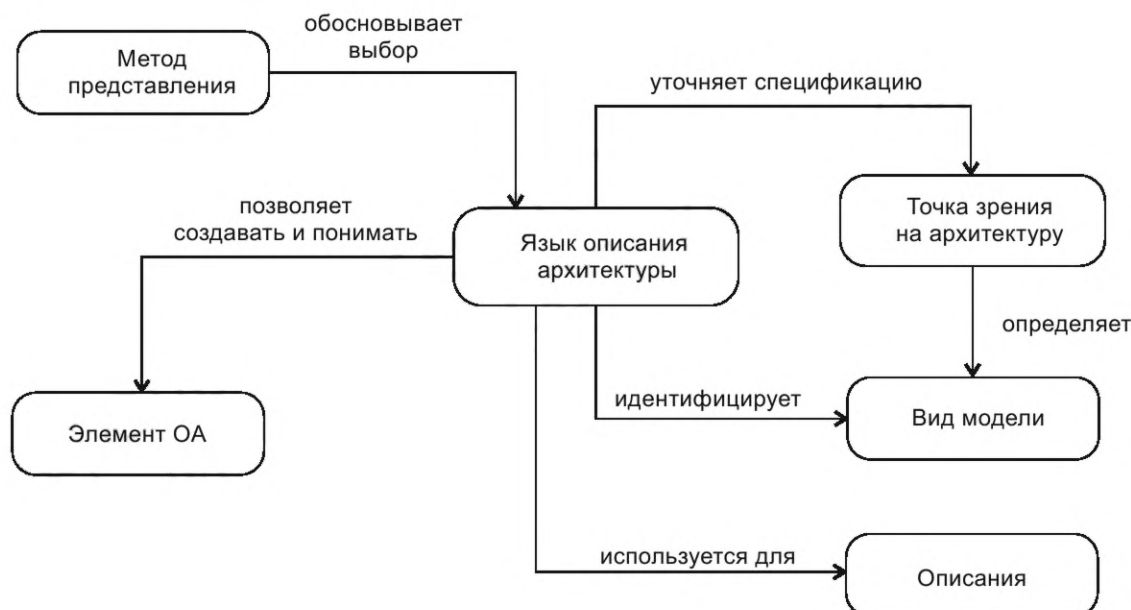 обосновывает
выбор
Метод
представления
уточняет спецификацию
Точка зрения
на архитектуру
позволяет
создавать и понимать
Язык описания
архитектуры
определяет
Элемент ОА
идентифицирует
Вид модели
используется для
Описания